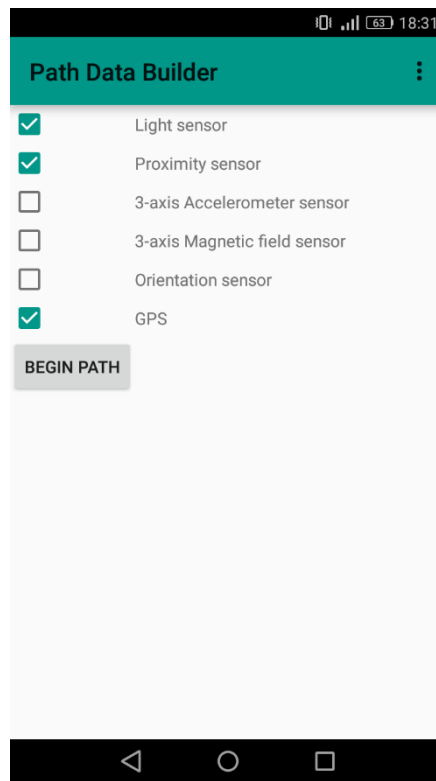 63 18:31
Path Data Builder
Light sensor
Proximity sensor
3-axis Accelerometer sensor
3-axis Magnetic field sensor
Orientation sensor
GPS
BEGIN PATH